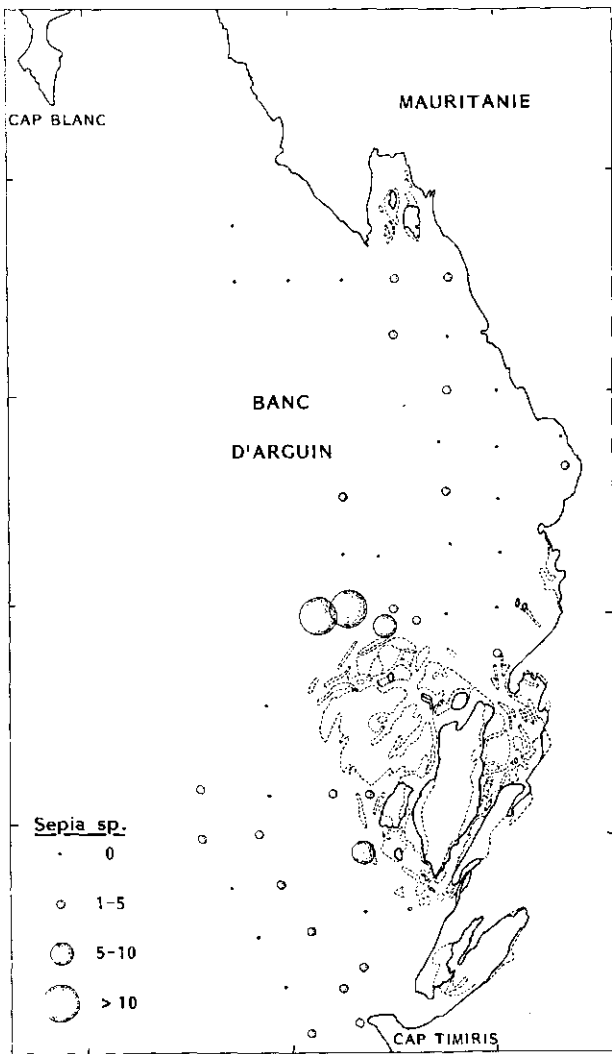 MAURITANIE
CAP BLANC
BANC
D'ARGUIN
Sepia sp.
0
1-5
5-10
> 10
CAP TIMIRIS